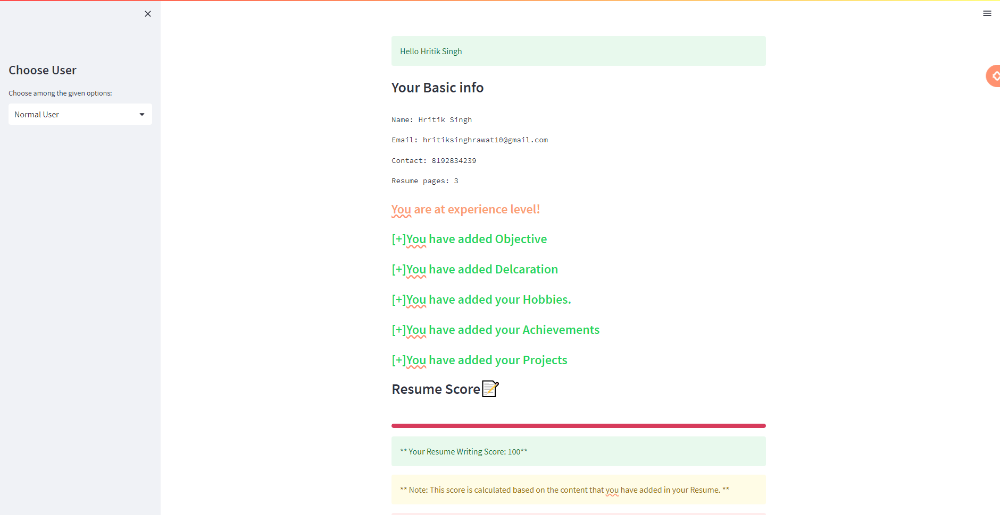 Choose User
Choose among the given options:
Normal User
Hello Hritik Singh
Your Basic info
Name: Hritik Singh
Email: hritiksinghrawat10@gmail.com
Contact: 8192834239
Resume pages: 3
You are at experience level!
[+]You have added Objective
[+]You have added Delcaration
[+]You have added your Hobbies.
[+]You have added your Achievements
[+]You have added your Projects
Resume Score📝
** Your Resume Writing Score: 100**
** Note: This score is calculated based on the content that you have added in your Resume. **